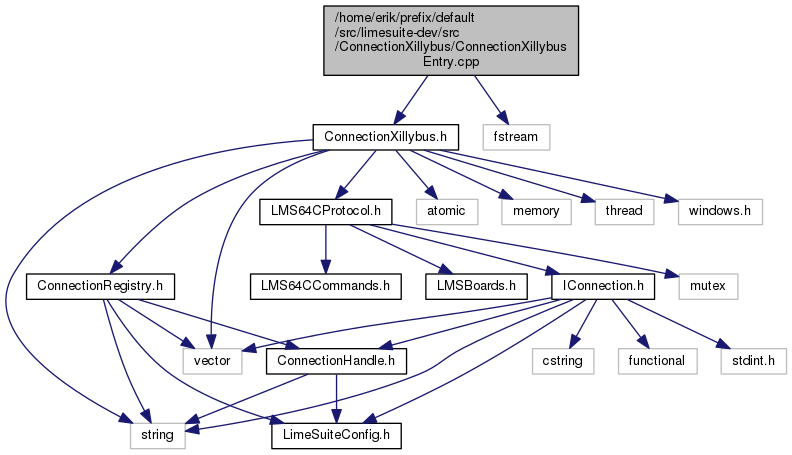 /home/erik/prefix/default
/src/limesuite-dev/src
/ConnectionXillybus/ConnectionXillybus
Entry.cpp
ConnectionXillybus.h
fstream
LMS64CProtocol.h
atomic
memory
thread
windows.h
ConnectionRegistry.h
LMS64CCommands.h
LMSBoards.h
IConnection.h
mutex
vector
ConnectionHandle.h
cstring
functional
stdint.h
string
LimeSuiteConfig.h